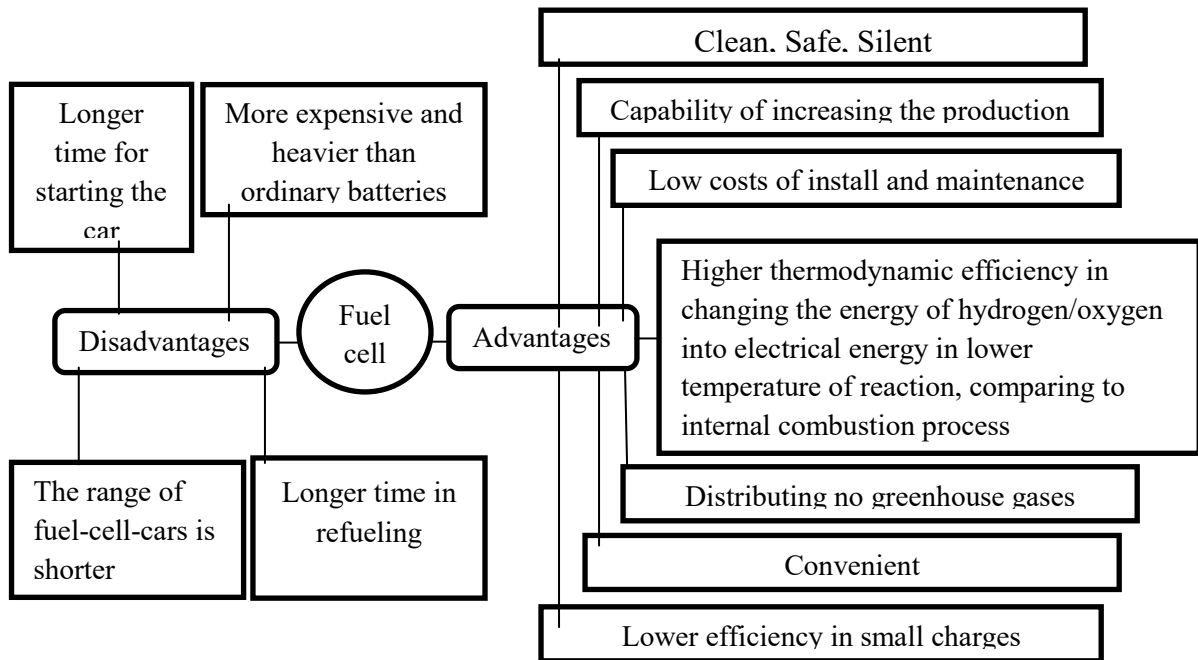 Clean, Safe, Silent
Longer
time for
starting the
car
More expensive and
heavier than
ordinary batteries
Capability of increasing the production
Low costs of install and maintenance
Disadvantages
Fuel
cell
Advantages
Higher thermodynamic efficiency in
changing the energy of hydrogen/oxygen
into electrical energy in lower
temperature of reaction, comparing to
internal combustion process
The range of
fuel-cell-cars is
shorter
Longer time in
refueling
Distributing no greenhouse gases
Convenient
Lower efficiency in small charges